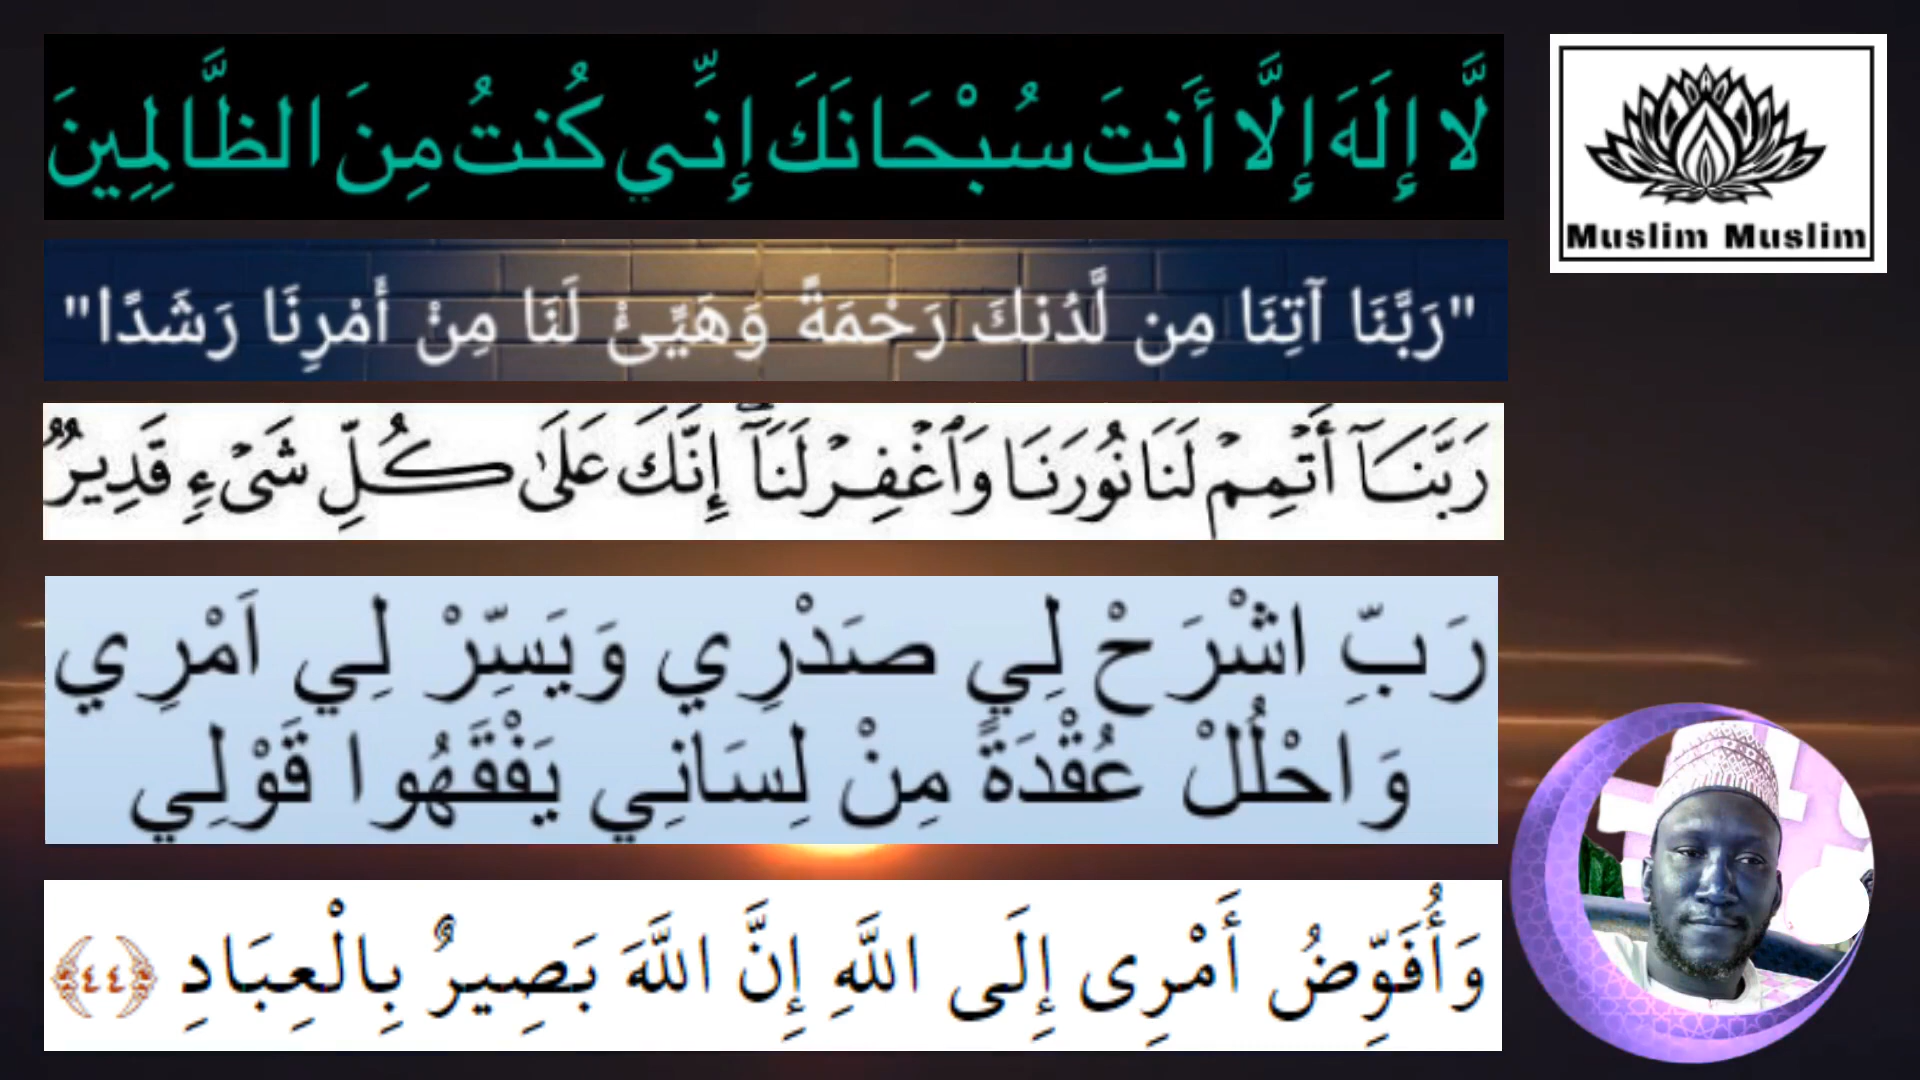 لَّا إِلَهَ إِلَّا أَنتَ سُبْحَانَكَ إِنِّي كُنتُ مِنَ الظَّالِمِينَ
"رَبَّنَا آتِنَا مِن لَّدُنكَ رَحْمَةً وَهَيِّئْ لَنَا مِنْ أَمْرِنَا رَشَدًا"
رَبَّنَآ أَتْمِمْ لَنَا نُورَنَا وَٱغْفِرْ لَنَآ إِنَّكَ عَلَىٰ كُلِّ شَىْءٍ قَدِيرٌ
رَبِّ اشْرَحْ لِي صَدْرِي وَيَسِّرْ لِي اَمْرِي
وَاحْلُلْ عُقْدَةً مِنْ لِسَانِي يَفْقَهُوا قَوْلِي
وَأُفَوِّضُ أَمْرِى إِلَى اللَّهِ إِنَّ اللَّهَ بَصِيرٌ بِالْعِبَادِ ﴿٤٤﴾
Muslim Muslim